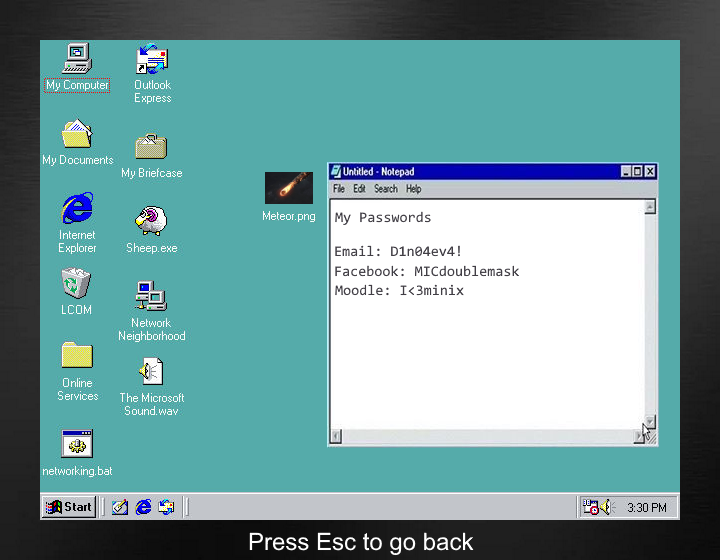 My Computer
Outlook
Express
My Documents
My Briefcase
Meteor.png
Internet
Explorer
Sheep.exe
LCOM
Network
Neighborhood
Online
Services
The Microsoft
Sound.wav
networking.bat
Untitled - Notepad
File Edit Search Help
My Passwords
Email: D1n04ev4!
Facebook: MICdoublemask
Moodle: I<3minix
Start
3:30 PM
Press Esc to go back